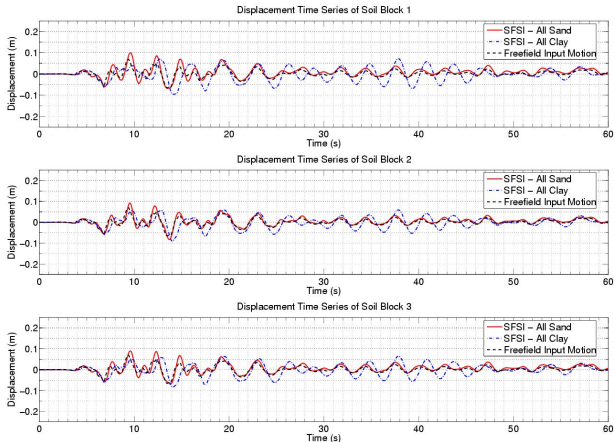 Displacement Time Series of Soil Block 1
Displacement (m)
0.2
0.1
0
-0.1
-0.2
SFSI - All Sand
SFSI - All Clay
Freefield Input Motion
0 10 20 30 40 50 60
Time (s)
Displacement Time Series of Soil Block 2
Displacement (m)
0.2
0.1
0
-0.1
-0.2
SFSI - All Sand
SFSI - All Clay
Freefield Input Motion
0 10 20 30 40 50 60
Time (s)
Displacement Time Series of Soil Block 3
Displacement (m)
0.2
0.1
0
-0.1
-0.2
SFSI - All Sand
SFSI - All Clay
Freefield Input Motion
0 10 20 30 40 50 60
Time (s)